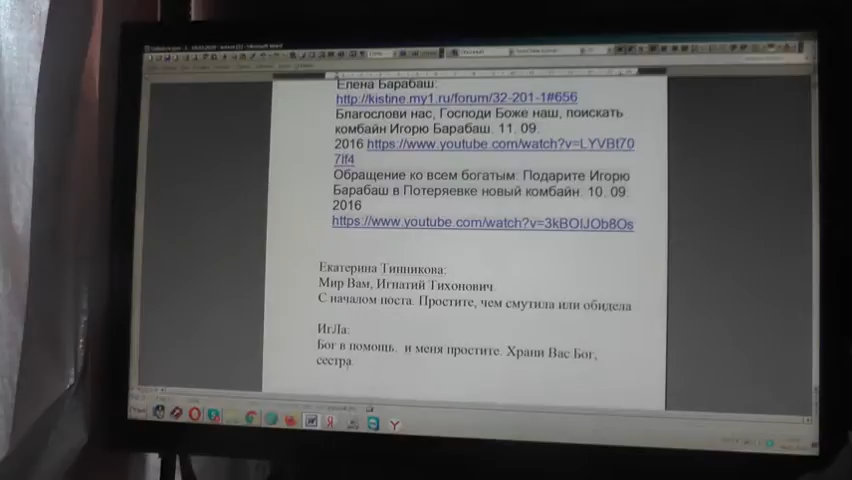 Елена Барабаш:
http://kistine.my1.ru/forum/32-201-1#656
Благослови нас, Господи Боже наш, поискать
комбайн Игорю Барабаш. 11. 09.
2016 https://www.youtube.com/watch?v=LYVBt70
7lf4
Обращение ко всем богатым: Подарите Игорю
Барабаш в Потеряевке новый комбайн. 10. 09.
2016
https://www.youtube.com/watch?v=3kBOIJOb8Os
Екатерина Типникова:
Мир Вам, Игнатий Тихонович
С началом поста. Простите, чем смутила или обидела
ИгЛа:
Бог в помощь. и меня простите. Храни Вас Бог,
сестра.